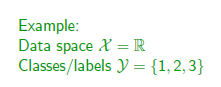 Example:
Data space 𝒳 = ℝ
Classes/labels 𝒴 = {1, 2, 3}